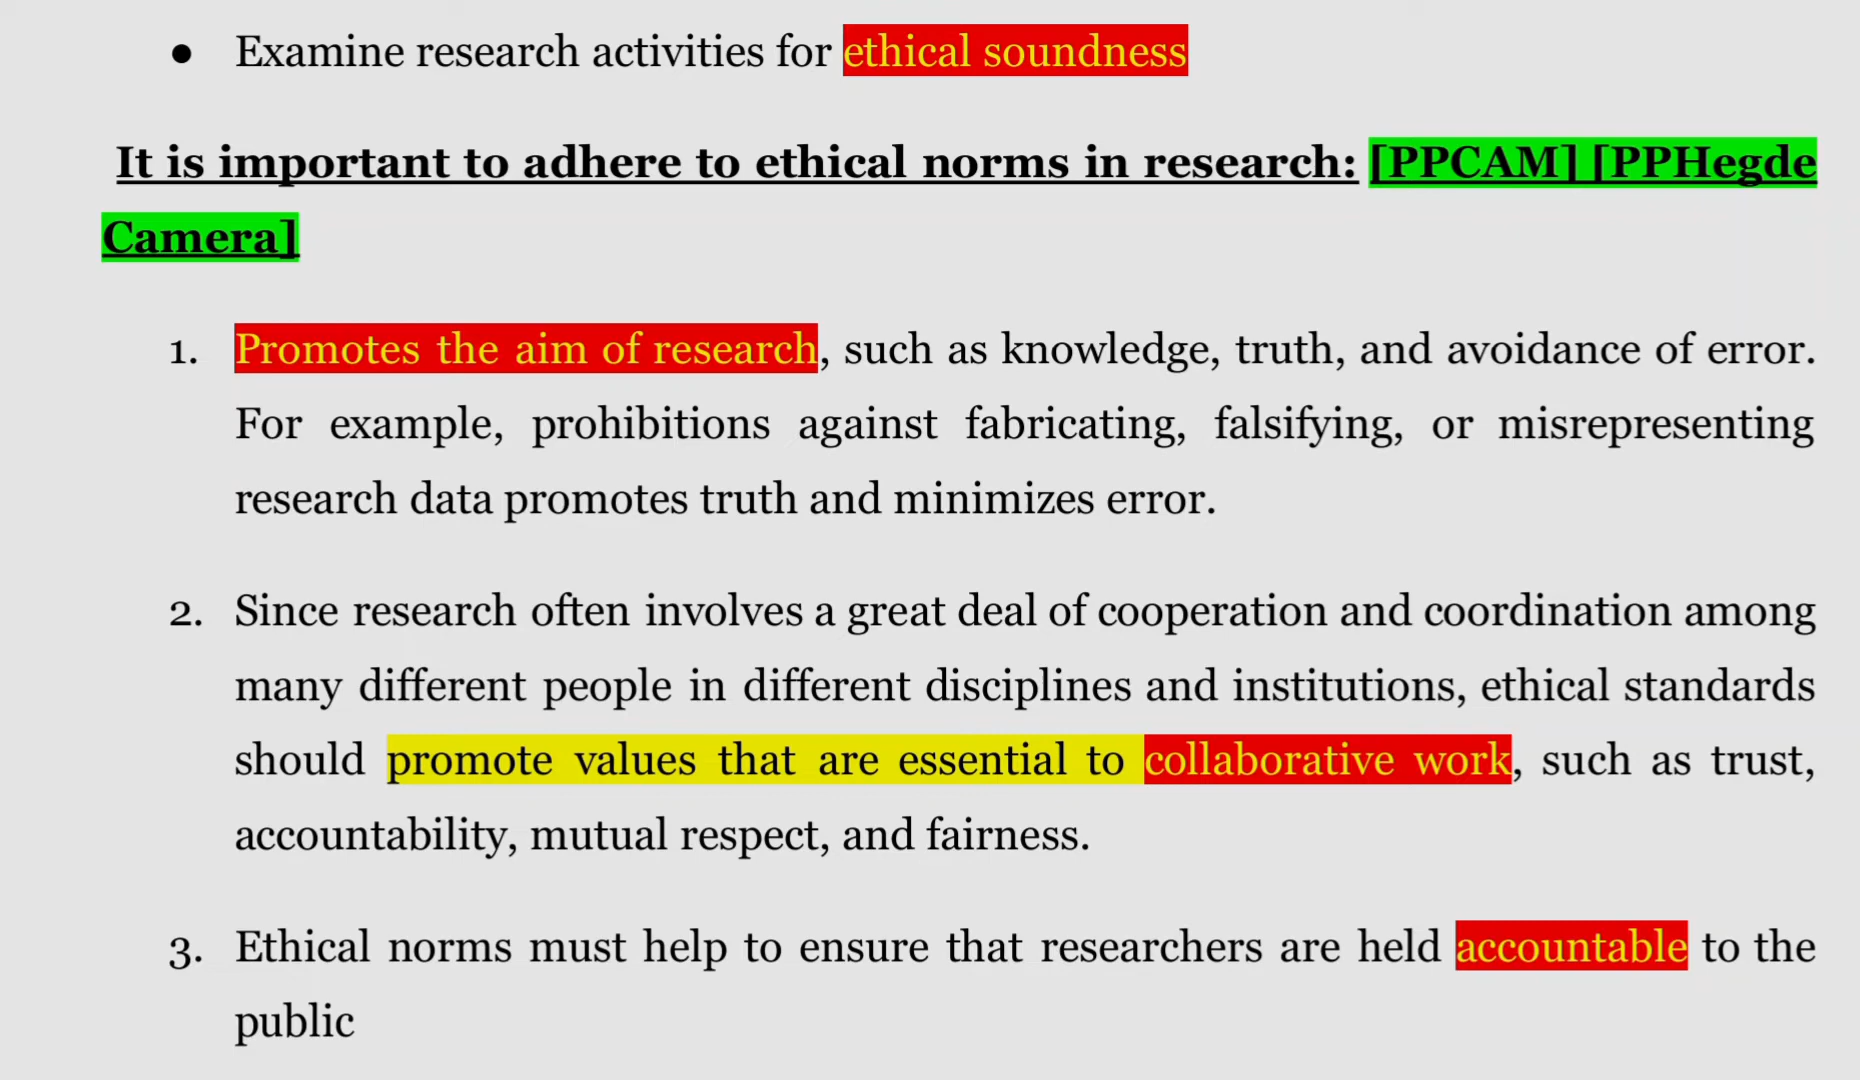 ● Examine research activities for ethical soundness
It is important to adhere to ethical norms in research: [PPCAM] [PPHegde
Camera]
1. Promotes the aim of research, such as knowledge, truth, and avoidance of error.
For example, prohibitions against fabricating, falsifying, or misrepresenting
research data promotes truth and minimizes error.
2. Since research often involves a great deal of cooperation and coordination among
many different people in different disciplines and institutions, ethical standards
should promote values that are essential to collaborative work, such as trust,
accountability, mutual respect, and fairness.
3. Ethical norms must help to ensure that researchers are held accountable to the
public